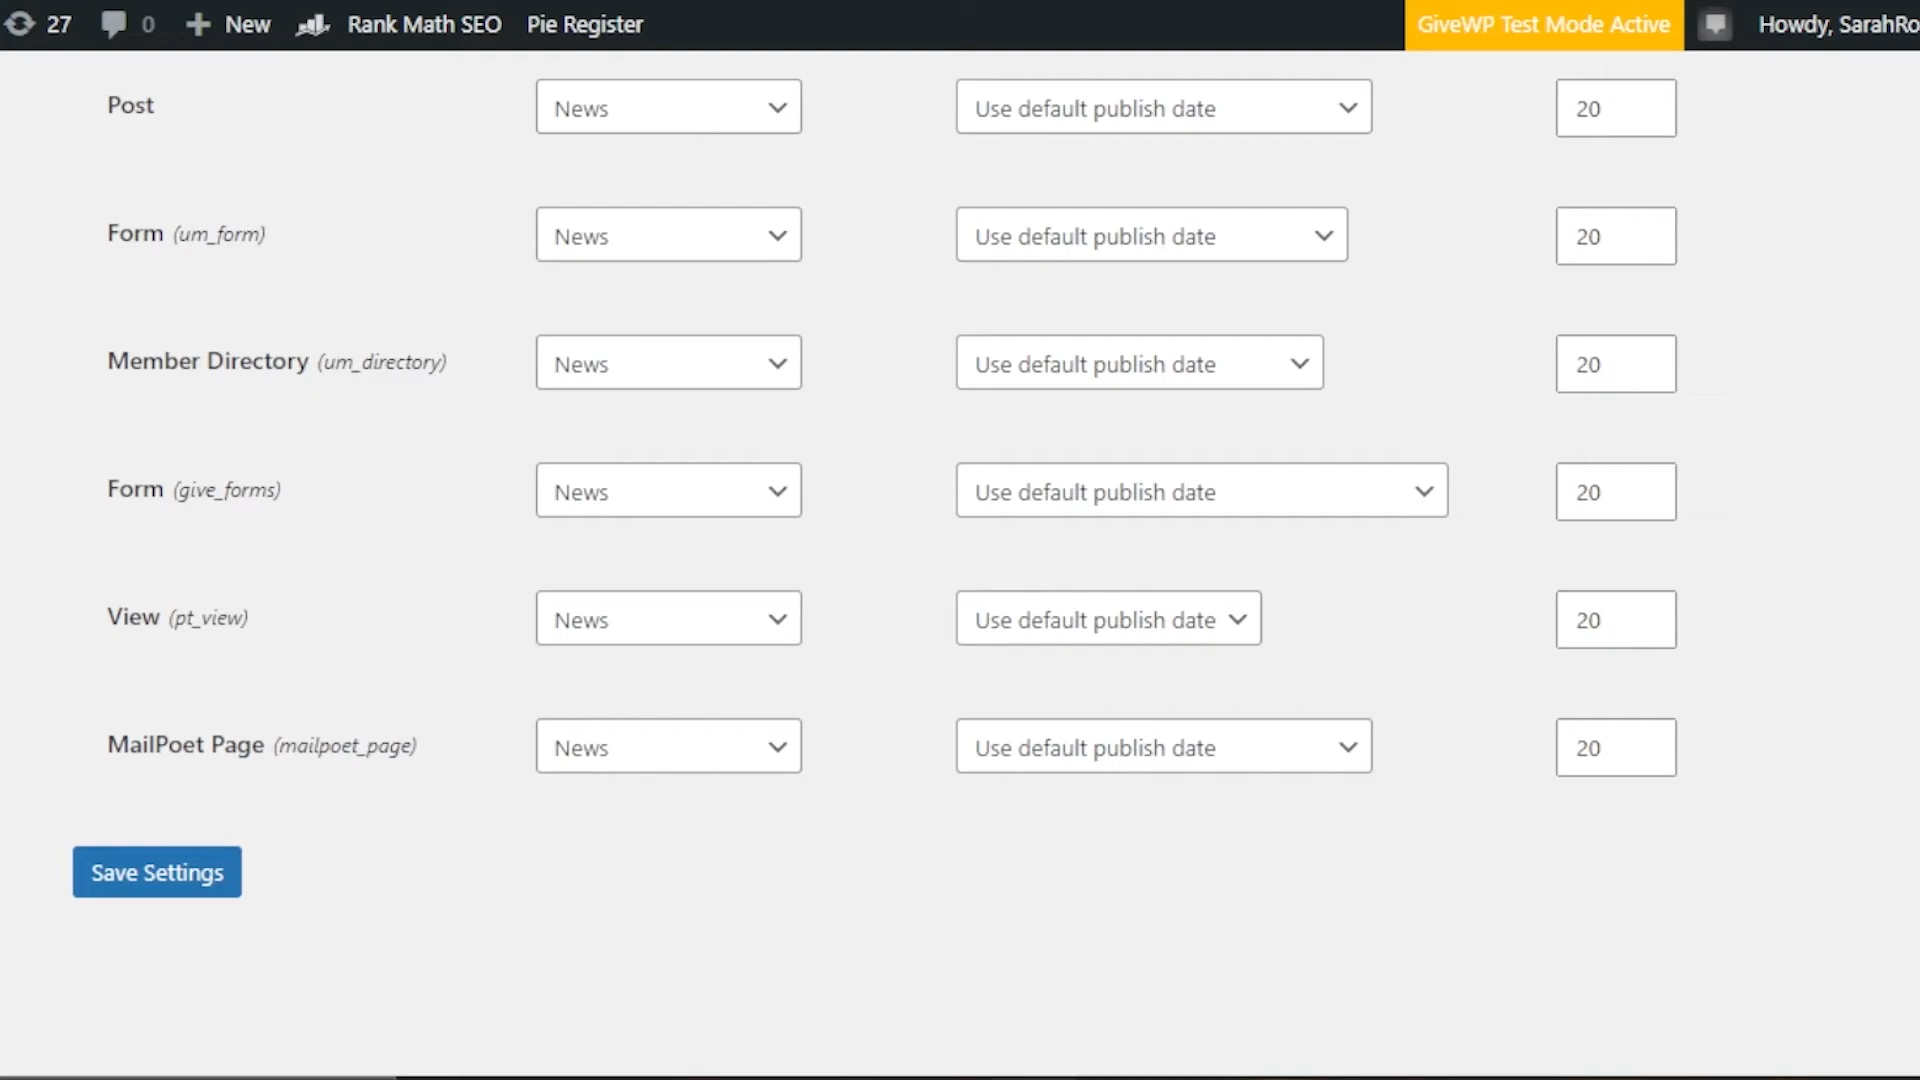 27 0 New Rank Math SEO Pie Register GiveWP Test Mode Active Howdy, SarahRo
Post News Use default publish date 20
Form (um_form) News Use default publish date 20
Member Directory (um_directory) News Use default publish date 20
Form (give_forms) News Use default publish date 20
View (pt_view) News Use default publish date 20
MailPoet Page (mailpoet_page) News Use default publish date 20
Save Settings